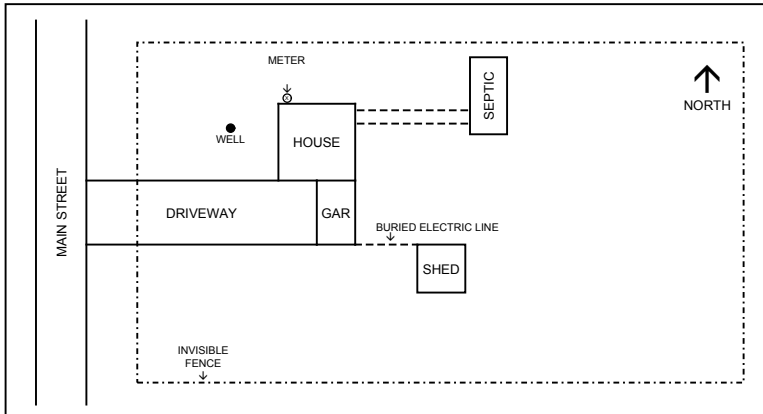 METER
SEPTIC
NORTH
X
WELL
HOUSE
MAIN STREET
DRIVEWAY
GAR
BURIED ELECTRIC LINE
SHED
INVISIBLE
FENCE